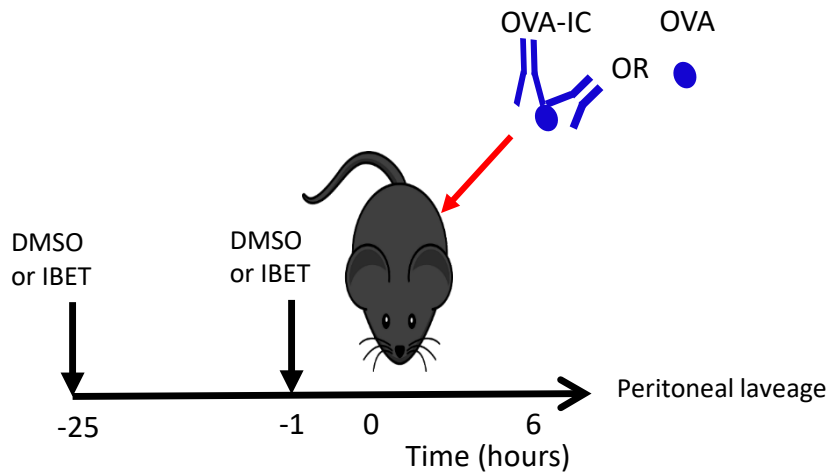 OVA-IC
OVA
OR
DMSO
or IBET
DMSO
or IBET
Peritoneal laveage
-25
-1
0
6
Time (hours)